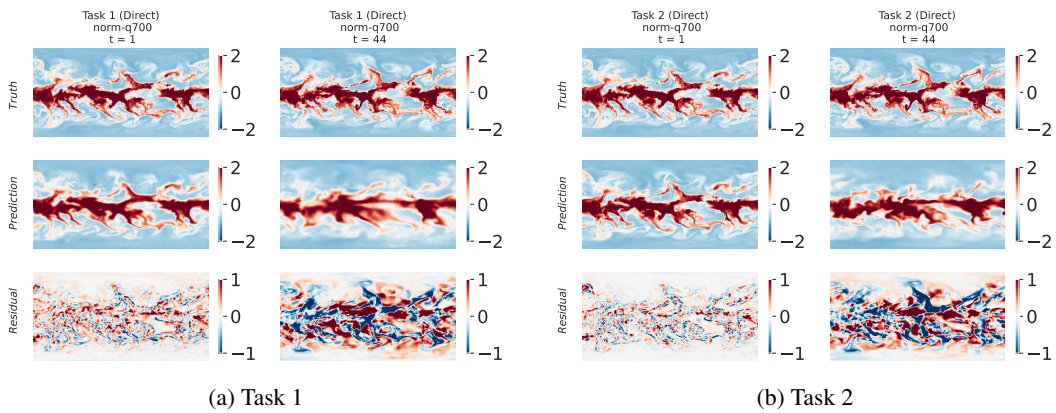 Task 1 (Direct)
norm-q700
t = 1
Task 1 (Direct)
norm-q700
t = 44
Task 2 (Direct)
norm-q700
t = 1
Task 2 (Direct)
norm-q700
t = 44
Truth
2
0
−2
2
0
−2
Truth
2
0
−2
2
0
−2
Prediction
2
0
−2
2
0
−2
Prediction
2
0
−2
2
0
−2
Residual
1
0
−1
1
0
−1
Residual
1
0
−1
1
0
−1
(a) Task 1
(b) Task 2